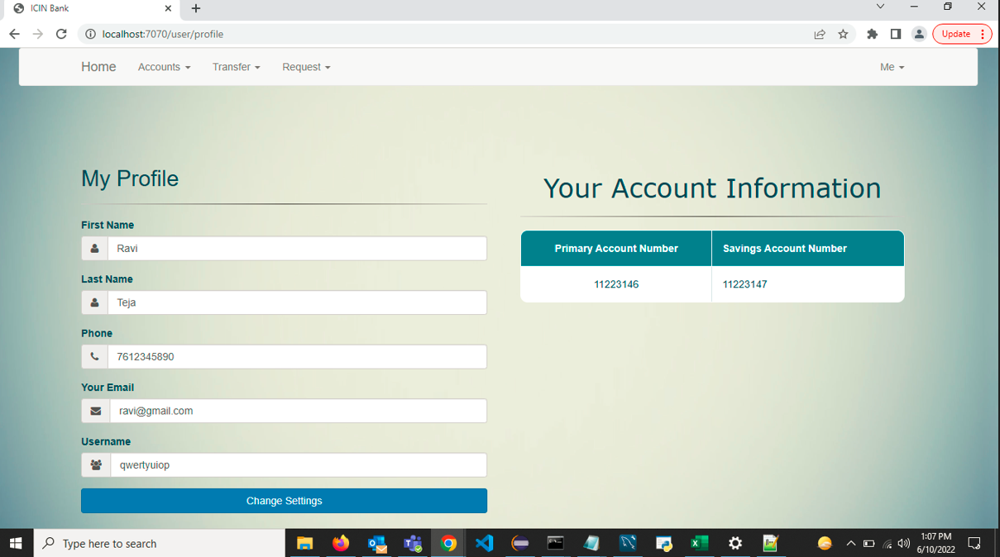 ICIN Bank
localhost:7070/user/profile
Update
Home Accounts Transfer Request Me
My Profile
Your Account Information
First Name
Ravi
Last Name
Teja
Phone
7612345890
Your Email
ravi@gmail.com
Username
qwertyuiop
Change Settings
Primary Account Number Savings Account Number
11223146 11223147
Type here to search
1:07 PM
6/10/2022